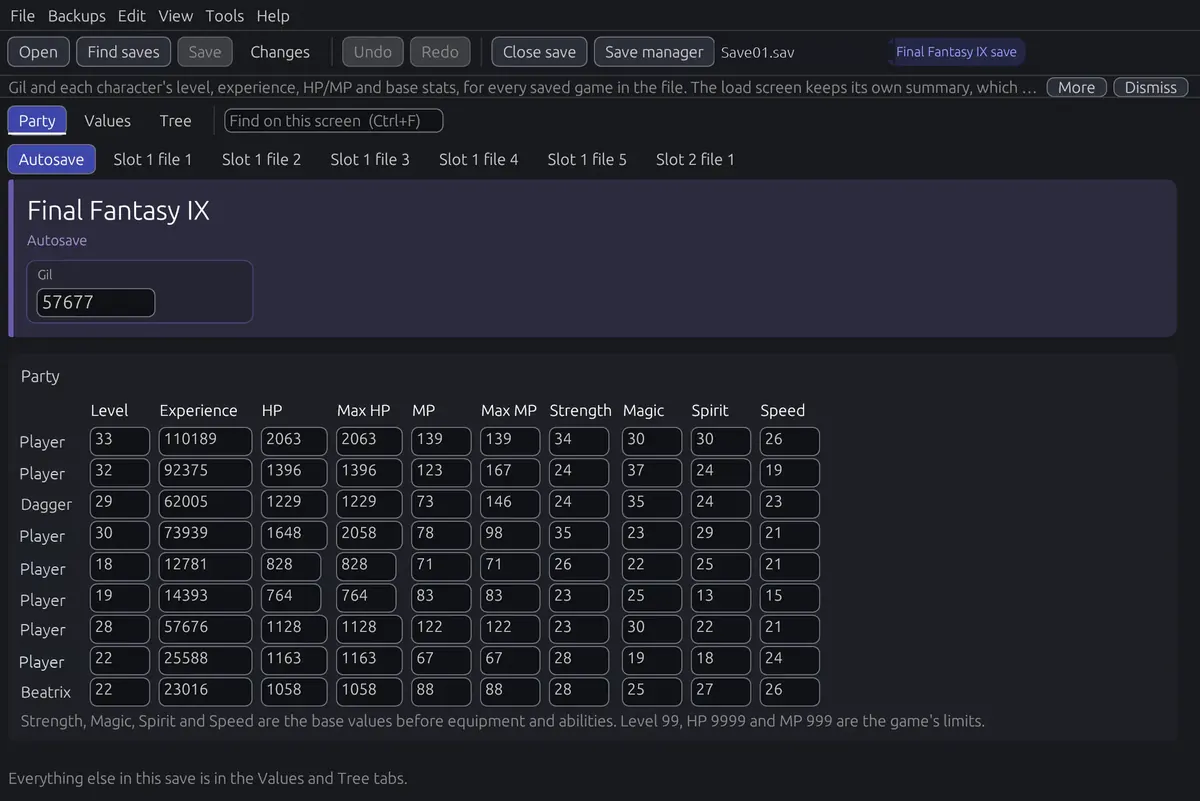 File Backups Edit View Tools Help
Open Find saves Save Changes Undo Redo Close save Save manager Save01.sav Final Fantasy IX save
Gil and each character's level, experience, HP/MP and base stats, for every saved game in the file. The load screen keeps its own summary, which ... More Dismiss
Party Values Tree Find on this screen (Ctrl+F)
Autosave Slot 1 file 1 Slot 1 file 2 Slot 1 file 3 Slot 1 file 4 Slot 1 file 5 Slot 2 file 1
Final Fantasy IX
Autosave
Gil
57677
Party
Level Experience HP Max HP MP Max MP Strength Magic Spirit Speed
Player 33 110189 2063 2063 139 139 34 30 30 26
Player 32 92375 1396 1396 123 167 24 37 24 19
Dagger 29 62005 1229 1229 73 146 24 35 24 23
Player 30 73939 1648 2058 78 98 35 23 29 21
Player 18 12781 828 828 71 71 26 22 25 21
Player 19 14393 764 764 83 83 23 25 13 15
Player 28 57676 1128 1128 122 122 23 30 22 21
Player 22 25588 1163 1163 67 67 28 19 18 24
Beatrix 22 23016 1058 1058 88 88 28 25 27 26
Strength, Magic, Spirit and Speed are the base values before equipment and abilities. Level 99, HP 9999 and MP 999 are the game's limits.
Everything else in this save is in the Values and Tree tabs.